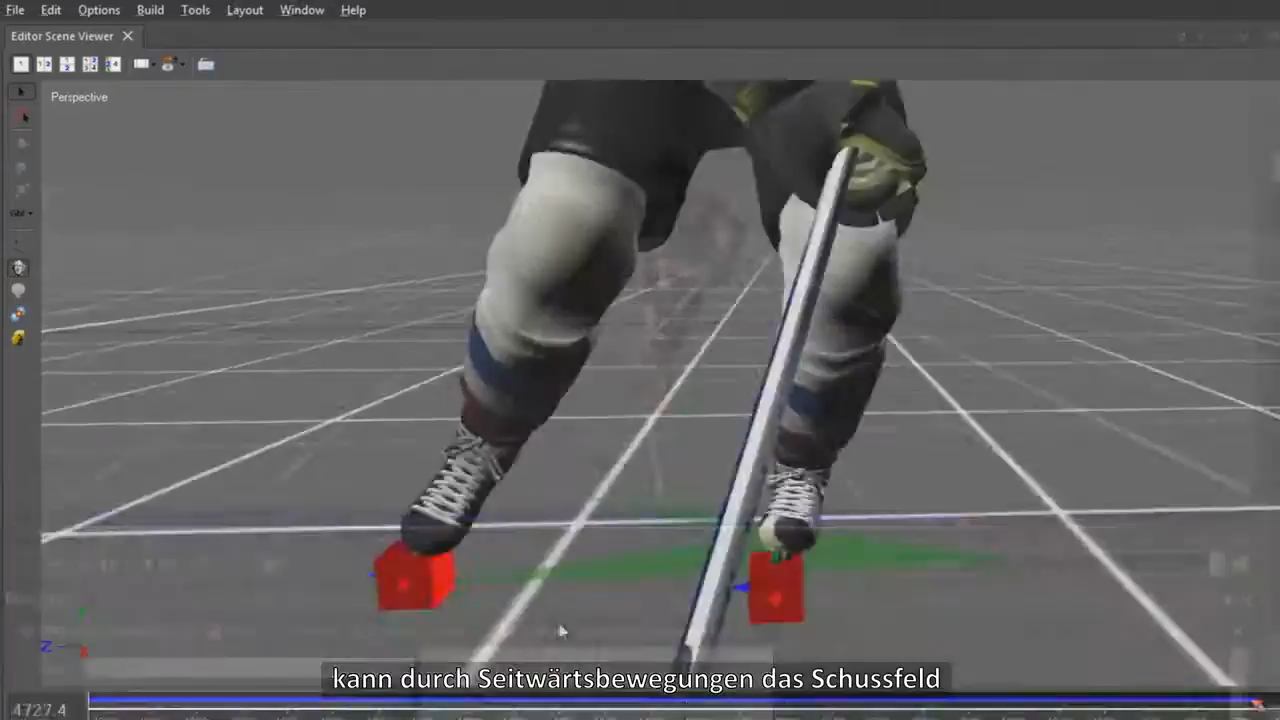 File Edit Options Build Tools Layout Window Help
Editor Scene Viewer
Perspective
Z
kann durch Seitwärtsbewegungen das Schussfeld
4727.4